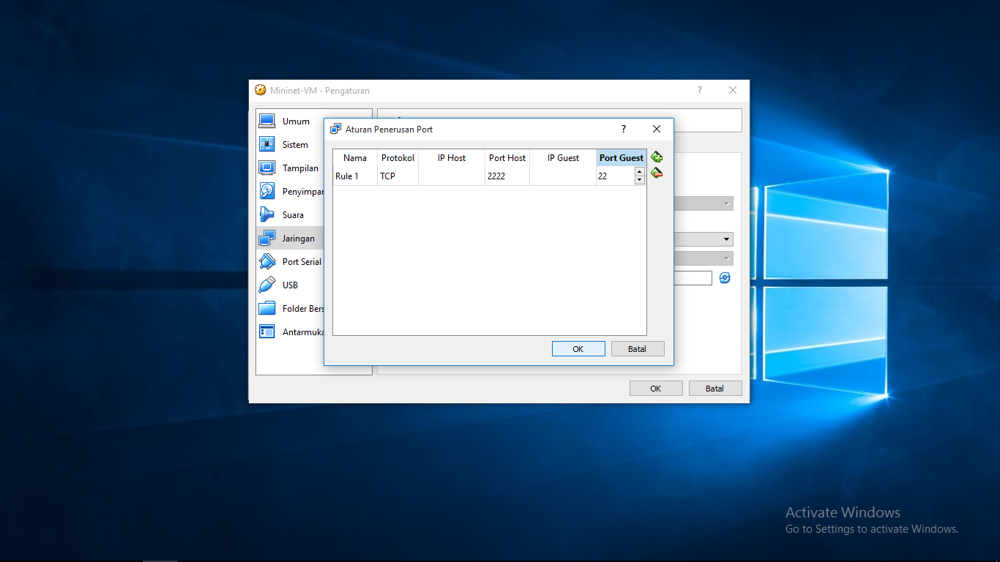 Mininet-VM - Pengaturan
?
Umum
Sistem
Tampilan
Penyimpan
Suara
Jaringan
Port Serial
USB
Folder Bers
Antarmuka
Aturan Penerusan Port
?
Nama Protokol IP Host Port Host IP Guest Port Guest
Rule 1 TCP 2222 22
OK Batal
OK Batal
Activate Windows
Go to Settings to activate Windows.